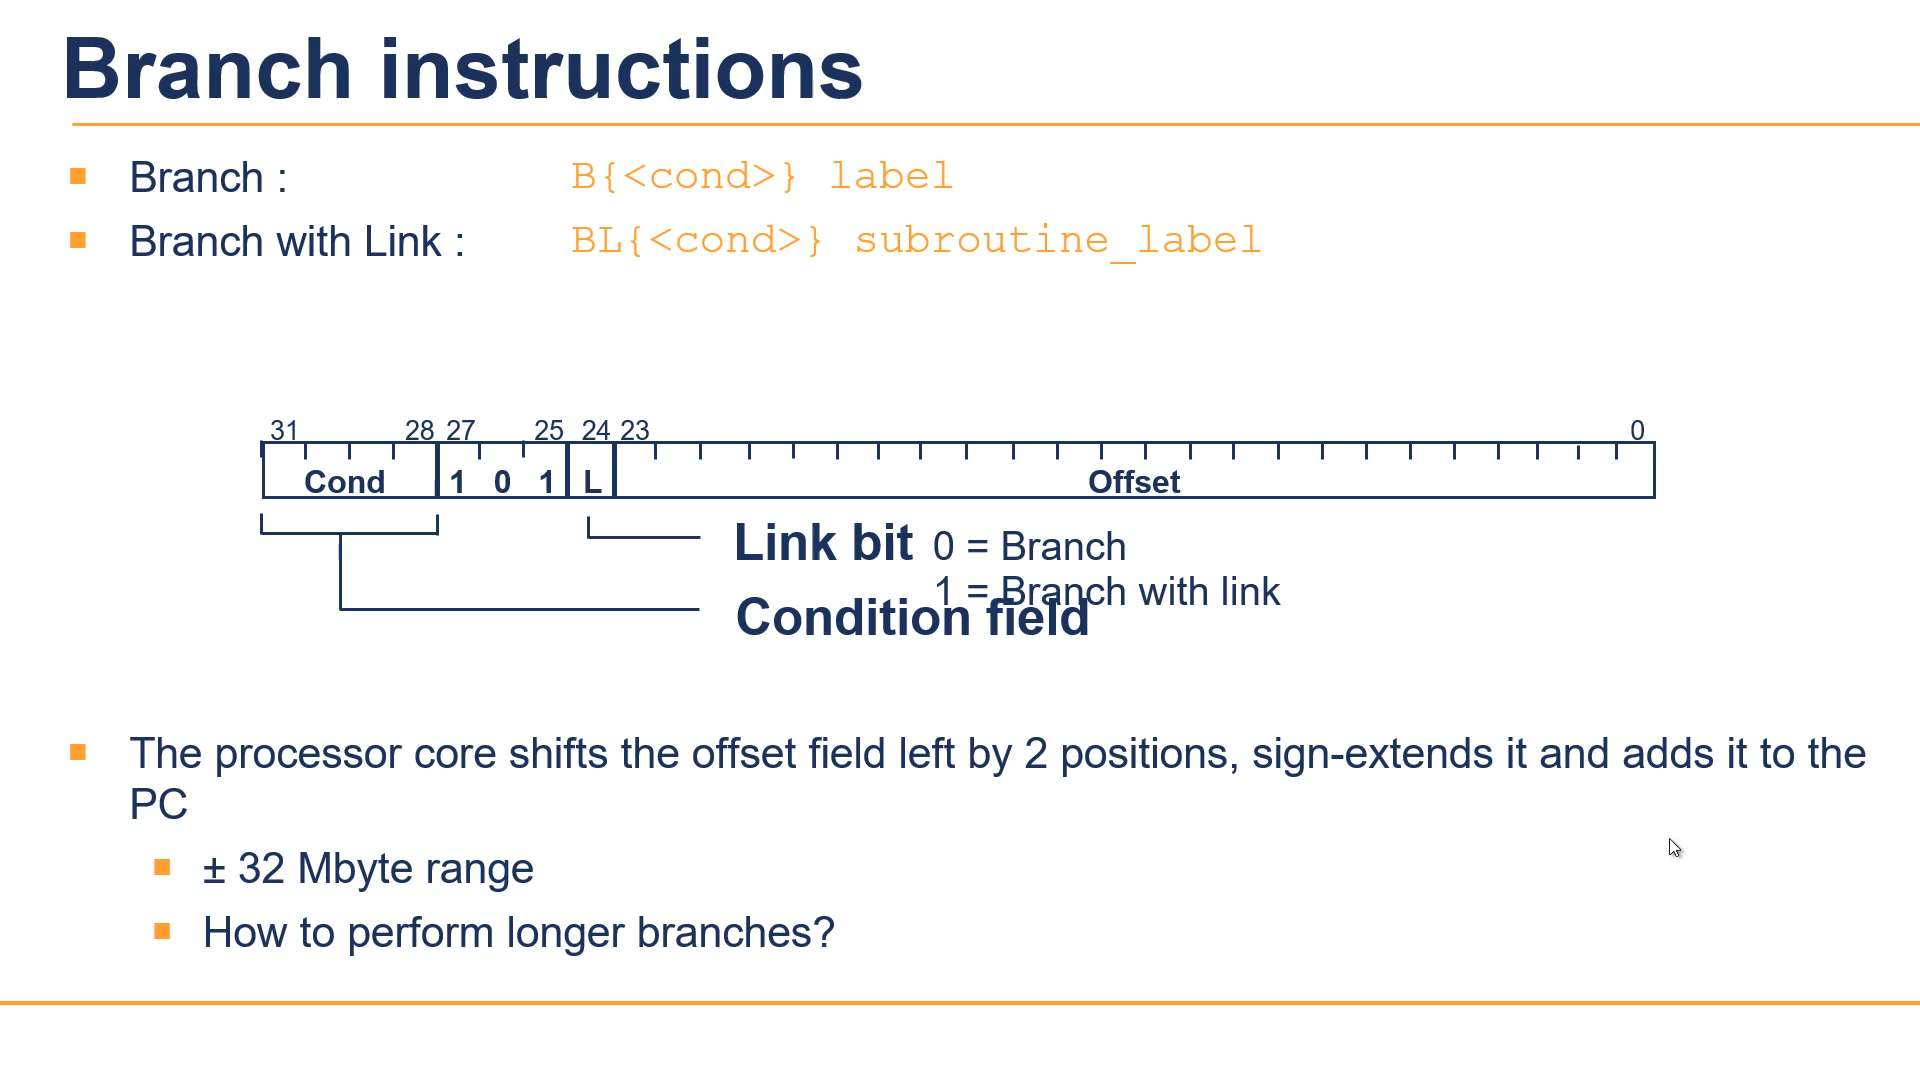 Branch instructions
Branch : B{<cond>} label
Branch with Link : BL{<cond>} subroutine_label
31 28 27 25 24 23 0
Cond 1 0 1 L Offset
Link bit 0 = Branch
1 = Branch with link
Condition field
The processor core shifts the offset field left by 2 positions, sign-extends it and adds it to the
PC
± 32 Mbyte range
How to perform longer branches?